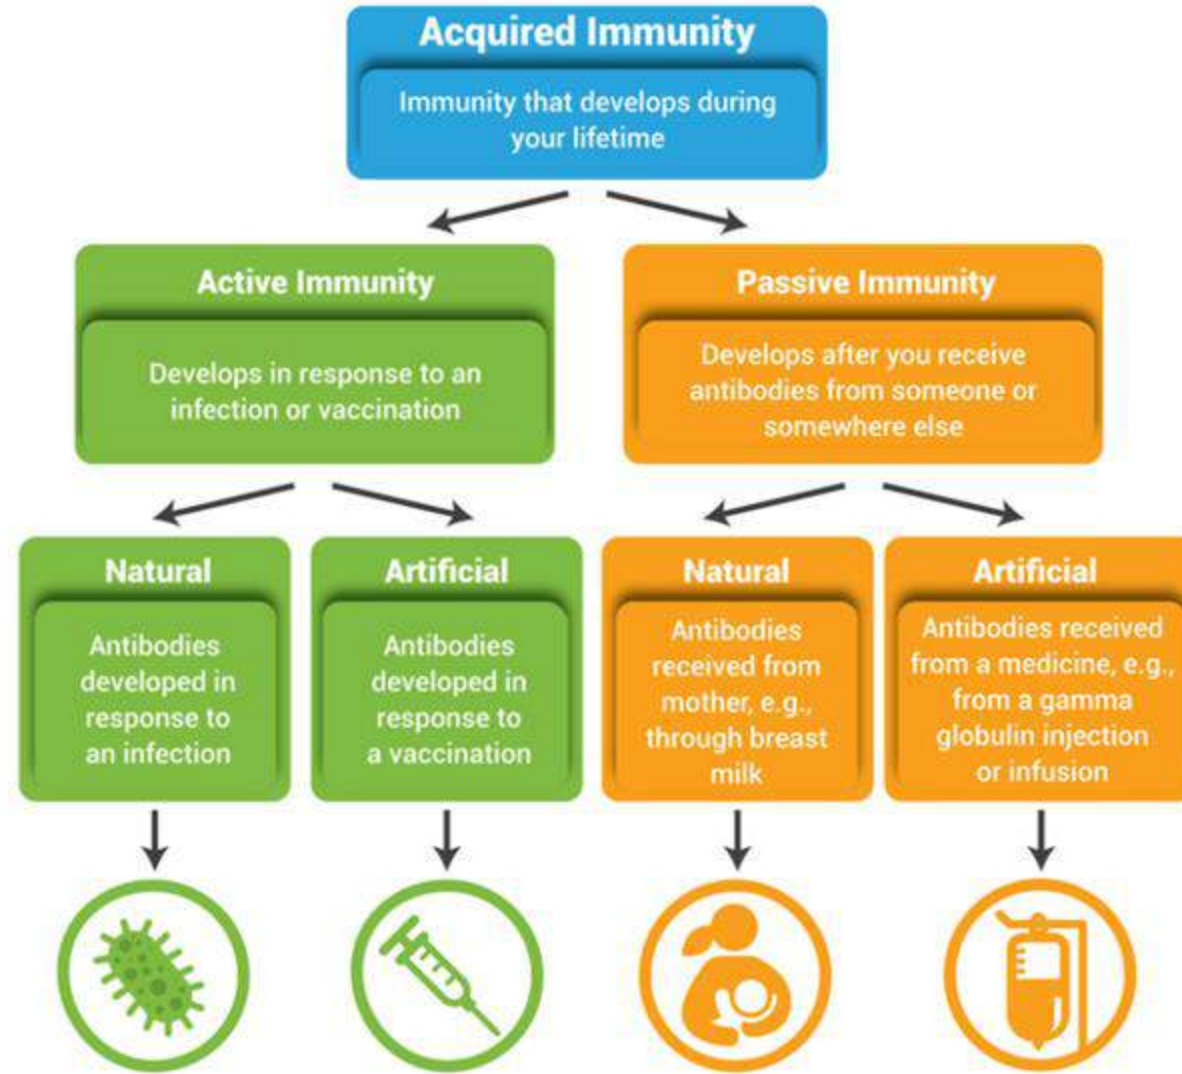 Acquired Immunity
Immunity that develops during
your lifetime
Active Immunity
Develops in response to an
infection or vaccination
Passive Immunity
Develops after you receive
antibodies from someone or
somewhere else
Natural
Antibodies
developed in
response to
an infection
Artificial
Antibodies
developed in
response to
a vaccination
Natural
Antibodies
received from
mother, e.g.,
through breast
milk
Artificial
Antibodies received
from a medicine, e.g.,
from a gamma
globulin injection
or infusion